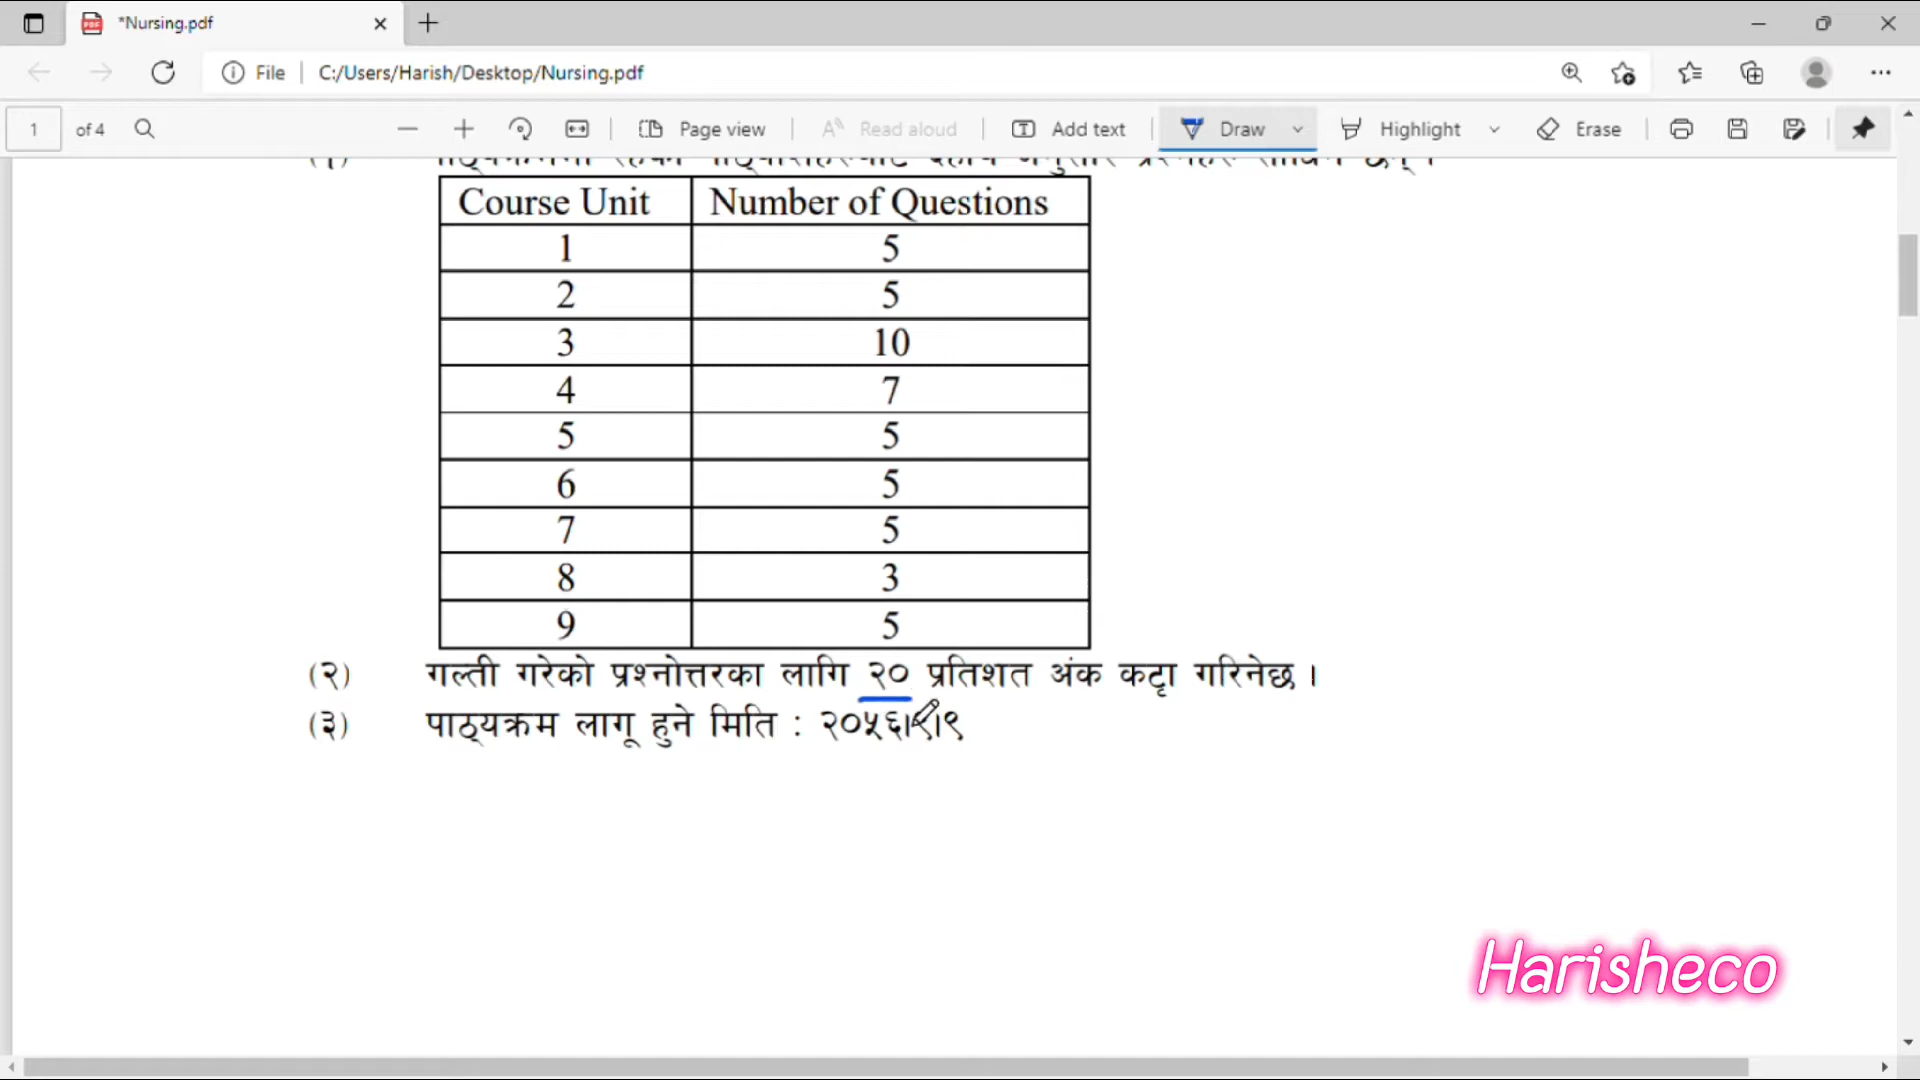 *Nursing.pdf
File C:/Users/Harish/Desktop/Nursing.pdf
1 of 4 Page view Read aloud Add text Draw Highlight Erase
Course Unit Number of Questions
1 5
2 5
3 10
4 7
5 5
6 5
7 5
8 3
9 5
(२) गल्ती गरेको प्रश्नोत्तरका लागि २० प्रतिशत अंक कट्टा गरिनेछ ।
(३) पाठ्यक्रम लागू हुने मिति : २०५६।
Harisheco